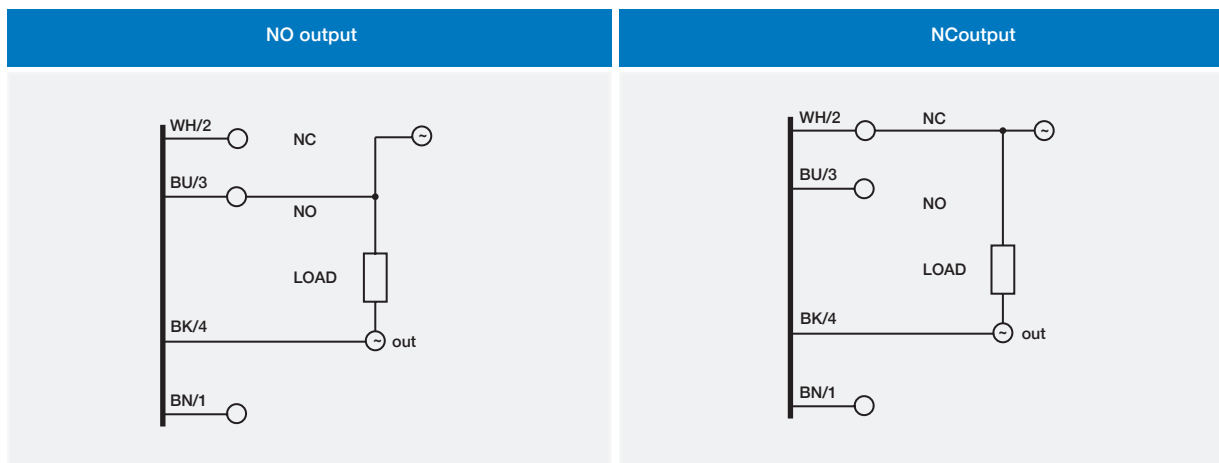 NO output
WH/2
NC
~
BU/3
NO
LOAD
BK/4
~
out
BN/1
NCoutput
WH/2
NC
~
BU/3
NO
LOAD
BK/4
~
out
BN/1